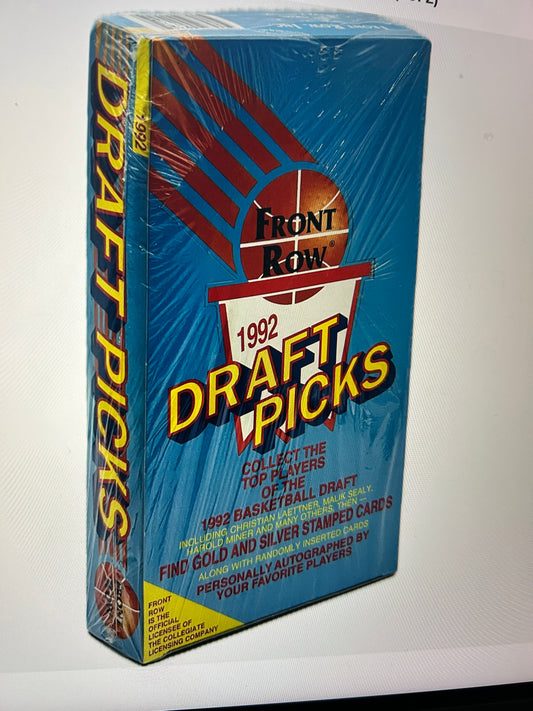 1992
DRAFT PICKS
FRONT
ROW®
1992
DRAFT
PICKS
COLLECT THE
TOP PLAYERS
OF THE
1992 BASKETBALL DRAFT
INCLUDING CHRISTIAN LAETTNER, MALIK SEALY,
HAROLD MINER AND MANY OTHERS. THEN –
FIND GOLD AND SILVER STAMPED CARDS
ALONG WITH RANDOMLY INSERTED CARDS
PERSONALLY AUTOGRAPHED BY
YOUR FAVORITE PLAYERS
FRONT
ROW
IS THE
OFFICIAL
LICENSEE OF
THE COLLEGIATE
LICENSING COMPANY
FRONT
ROW